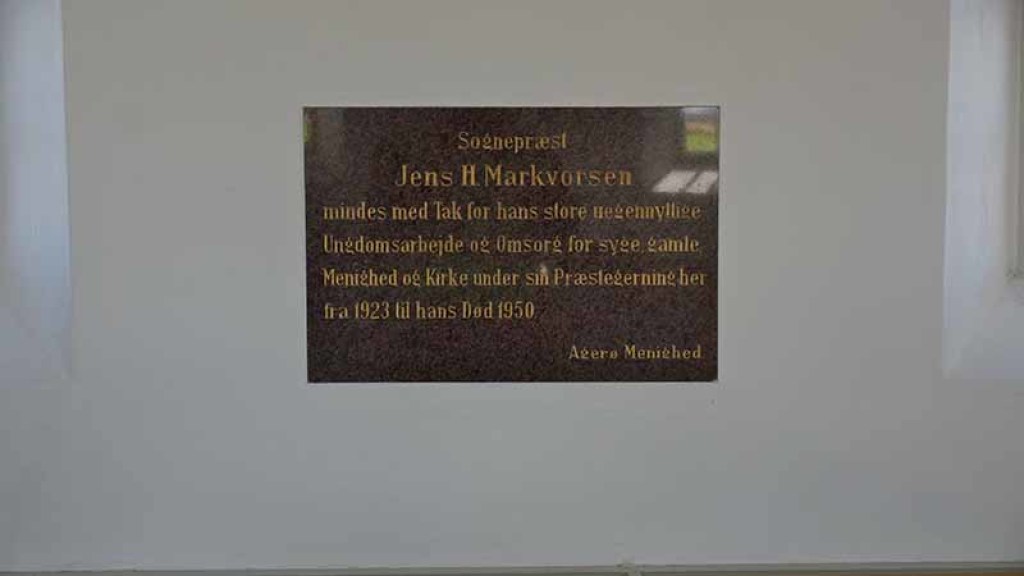 Sognepræst
Jens H Markvorsen
mindes med Tak for hans store uegennyttige
Ungdomsarbejde og Omsorg for syge, gamle
Menighed og Kirke under sin Præstegerning her
fra 1923 til hans Død 1950
Agerø Menighed